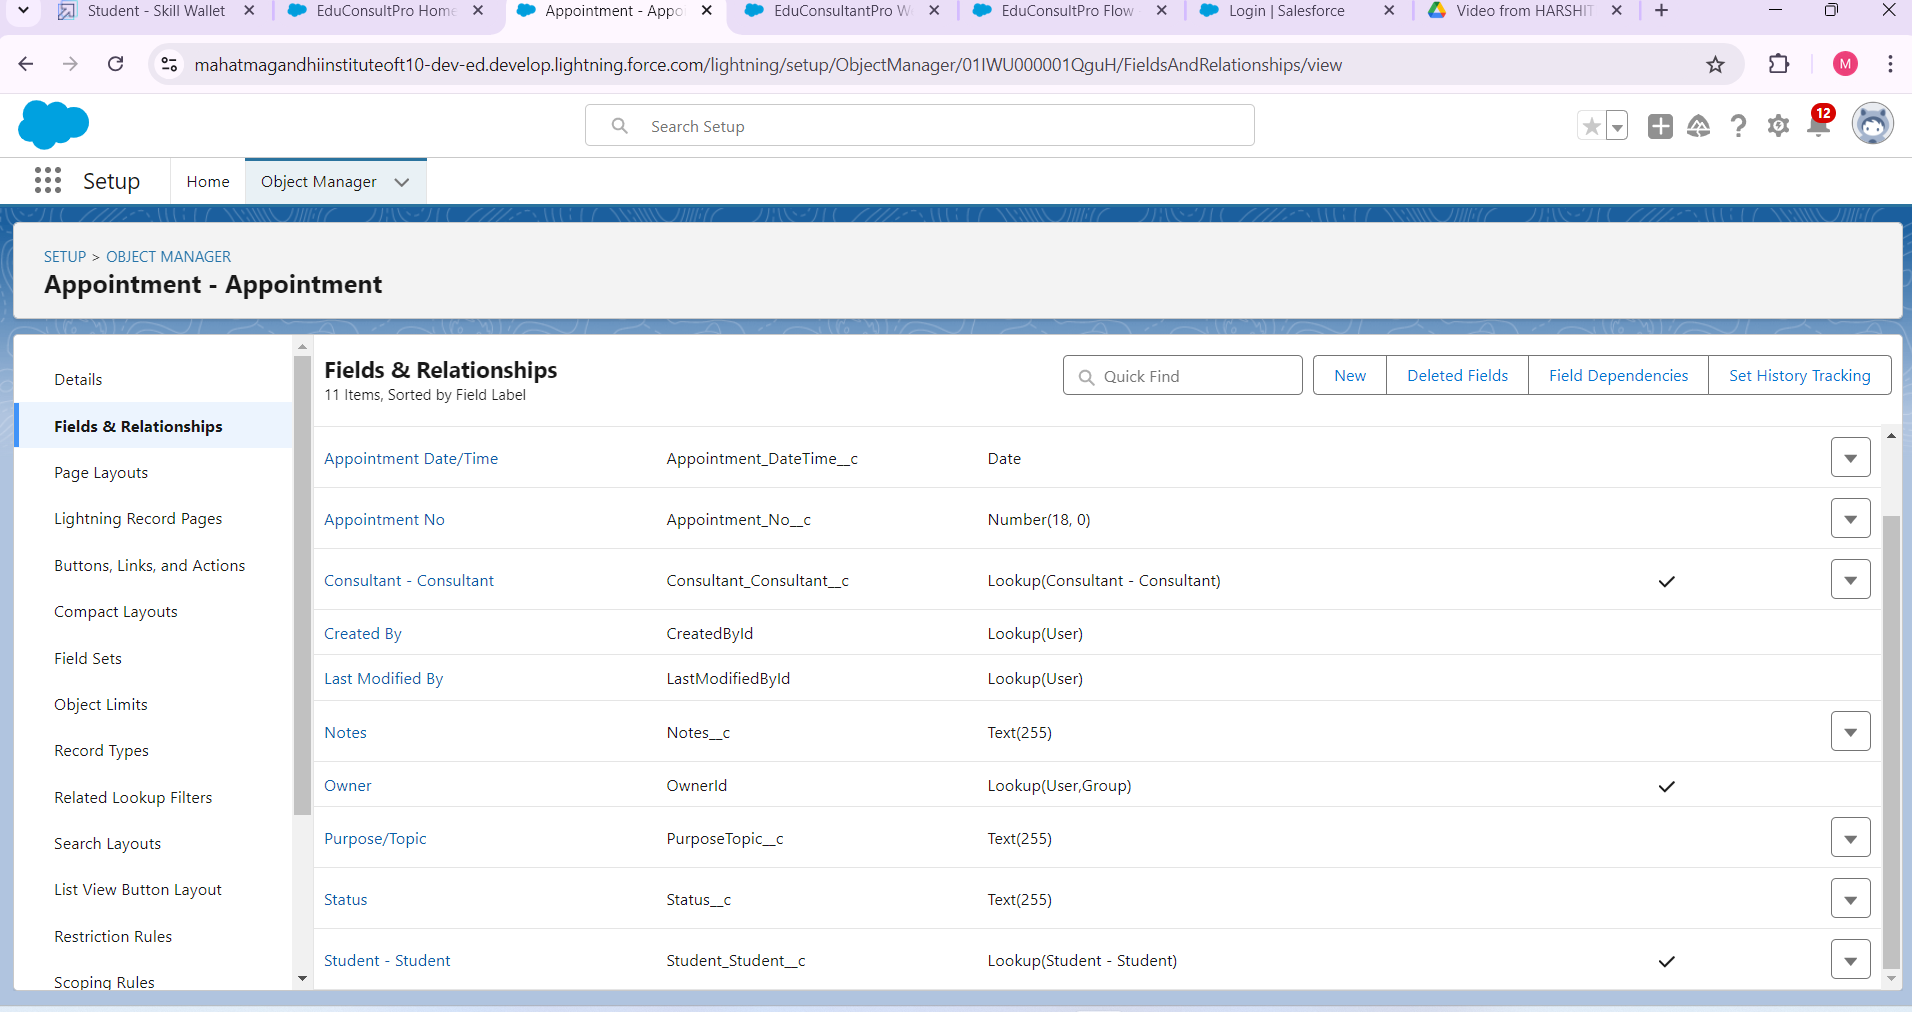 Student - Skill Wallet
EduConsultPro Home
Appointment - Appo
EduConsultantPro W
EduConsultPro Flow
Login | Salesforce
Video from HARSHIT
mahatmagandhiinstituteoft10-dev-ed.develop.lightning.force.com/lightning/setup/ObjectManager/01IWU000001QguH/FieldsAndRelationships/view
M
Search Setup
12
Setup
Home
Object Manager
SETUP > OBJECT MANAGER
Appointment - Appointment
Details
Fields & Relationships
Page Layouts
Lightning Record Pages
Buttons, Links, and Actions
Compact Layouts
Field Sets
Object Limits
Record Types
Related Lookup Filters
Search Layouts
List View Button Layout
Restriction Rules
Scoping Rules
Fields & Relationships
11 Items, Sorted by Field Label
Quick Find
New
Deleted Fields
Field Dependencies
Set History Tracking
Appointment Date/Time Appointment_DateTime__c Date
Appointment No Appointment_No__c Number(18, 0)
Consultant - Consultant Consultant_Consultant__c Lookup(Consultant - Consultant)
Created By CreatedById Lookup(User)
Last Modified By LastModifiedById Lookup(User)
Notes Notes__c Text(255)
Owner OwnerId Lookup(User,Group)
Purpose/Topic PurposeTopic__c Text(255)
Status Status__c Text(255)
Student - Student Student_Student__c Lookup(Student - Student)